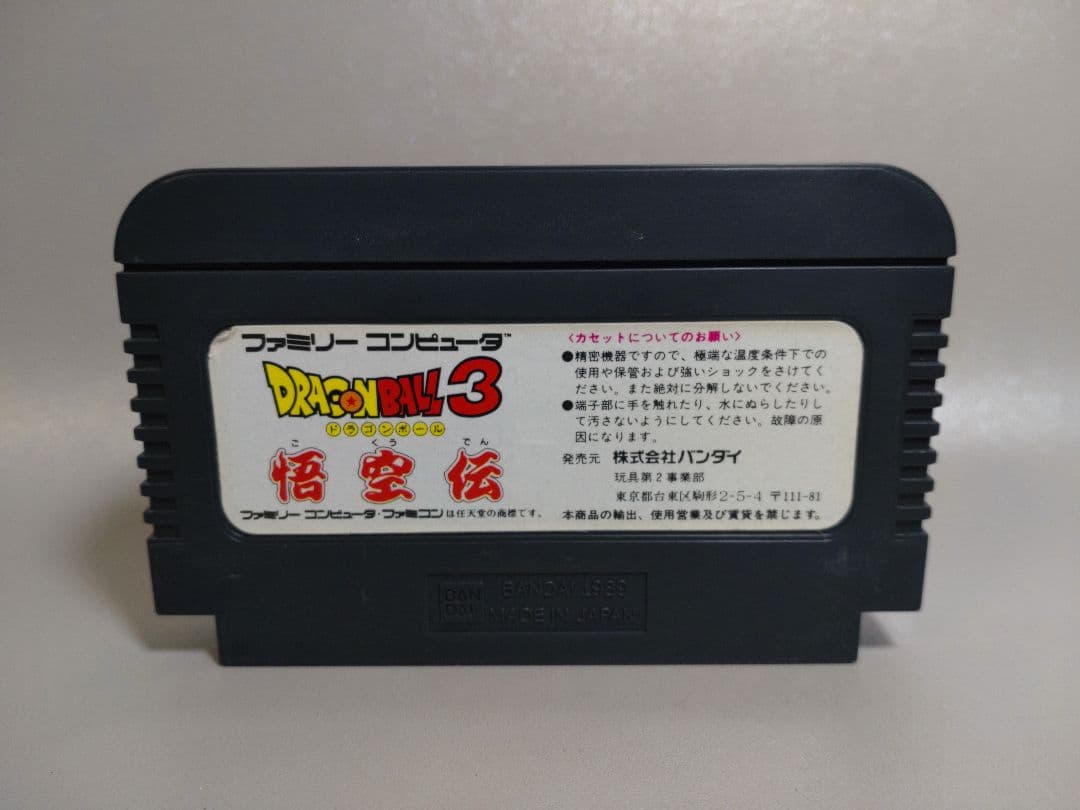 ファミリー コンピュータ™
DRAGON BALL 3
ドラゴンボール
ご くう でん
悟空伝
ファミリー コンピュータ・ファミコンは任天堂の商標です。
〈カセットについてのお願い〉
●精密機器ですので、極端な温度条件下での
使用や保管および強いショックをさけてく
ださい。また絶対に分解しないでください。
●端子部に手を触れたり、水にぬらしたりし
て汚さないようにしてください。故障の原
因になります。
発売元 株式会社バンダイ
玩具第2事業部
東京都台東区駒形2-5-4 〒111-81
本商品の輸出、使用営業及び賃貸を禁じます。
BAN
DAI
BANDAI 1989
MADE IN JAPAN